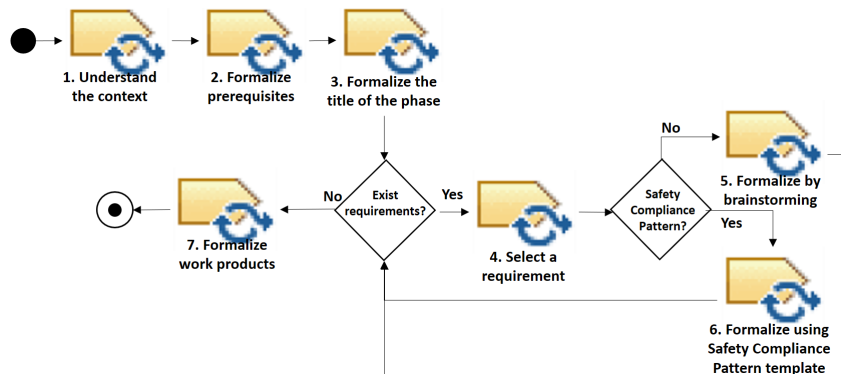 1. Understand
the context
2. Formalize
prerequisites
3. Formalize the
title of the phase
No
5. Formalize by
brainstorming
No
Exist
requirements?
Yes
Safety
Compliance
Pattern?
Yes
7. Formalize
work products
4. Select a
requirement
6. Formalize using
Safety Compliance
Pattern template